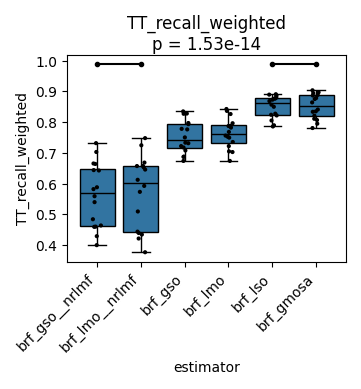 TT_recall_weighted
p = 1.53e-14
TT_recall_weighted
1.0
0.9
0.8
0.7
0.6
0.5
0.4
brf_gso__nrlmf
brf_lmo__nrlmf
brf_gso
brf_lmo
brf_lso
brf_gmosa
estimator